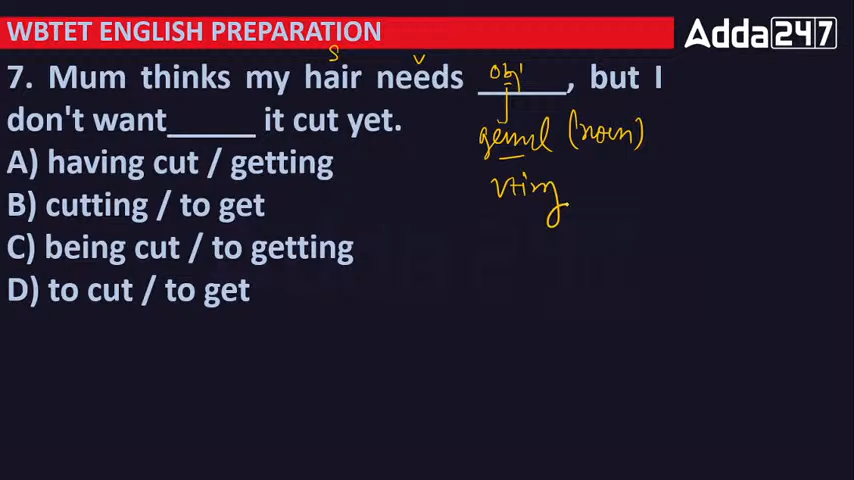 WBTET ENGLISH PREPARATION
Adda247
S V obj
7. Mum thinks my hair needs ______, but I
don't want______ it cut yet.
gerund (noun)
A) having cut / getting
V+ing
B) cutting / to get
C) being cut / to getting
D) to cut / to get